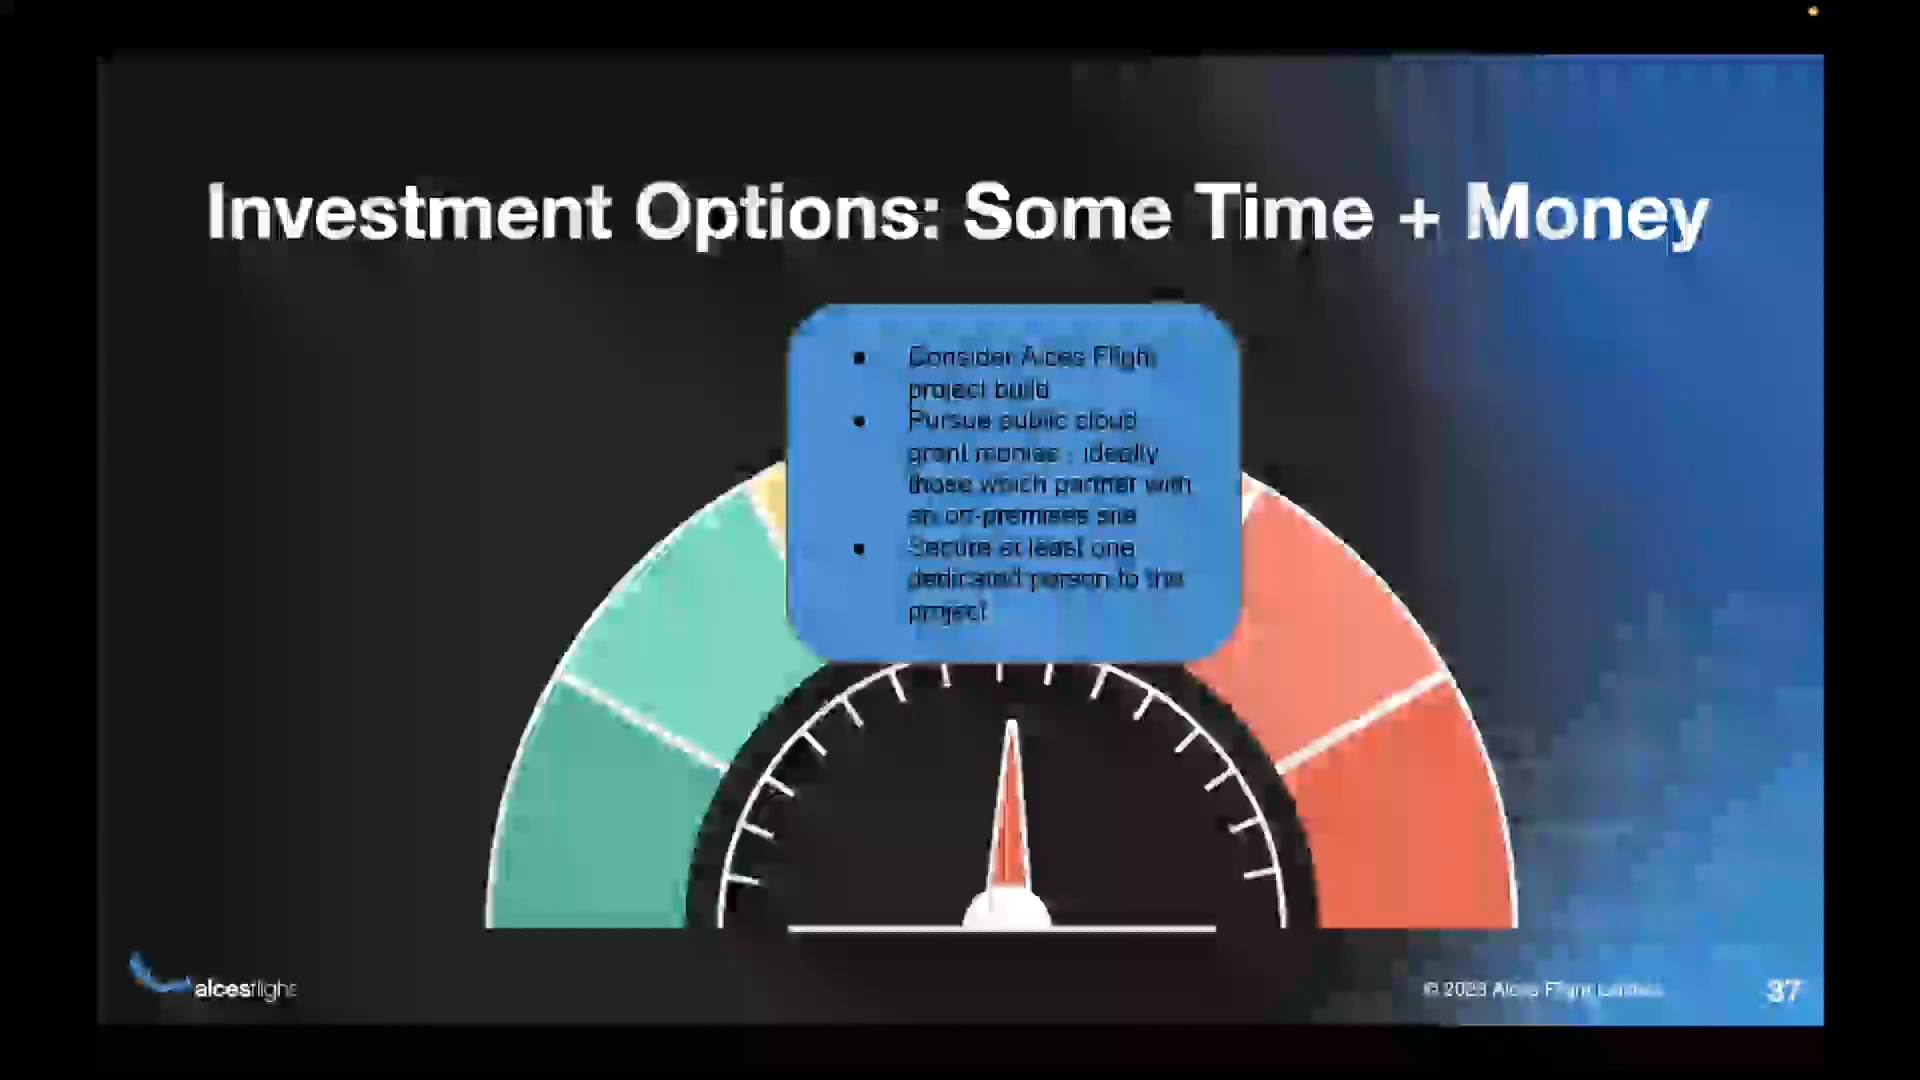 Investment Options: Some Time + Money
● Consider Alces Flight
project build
● Pursue public cloud
grant monies - ideally
those which partner with
an on-premises site
● Secure at least one
dedicated person to the
project
alcesflight
© 2023 Alces Flight Limited
37